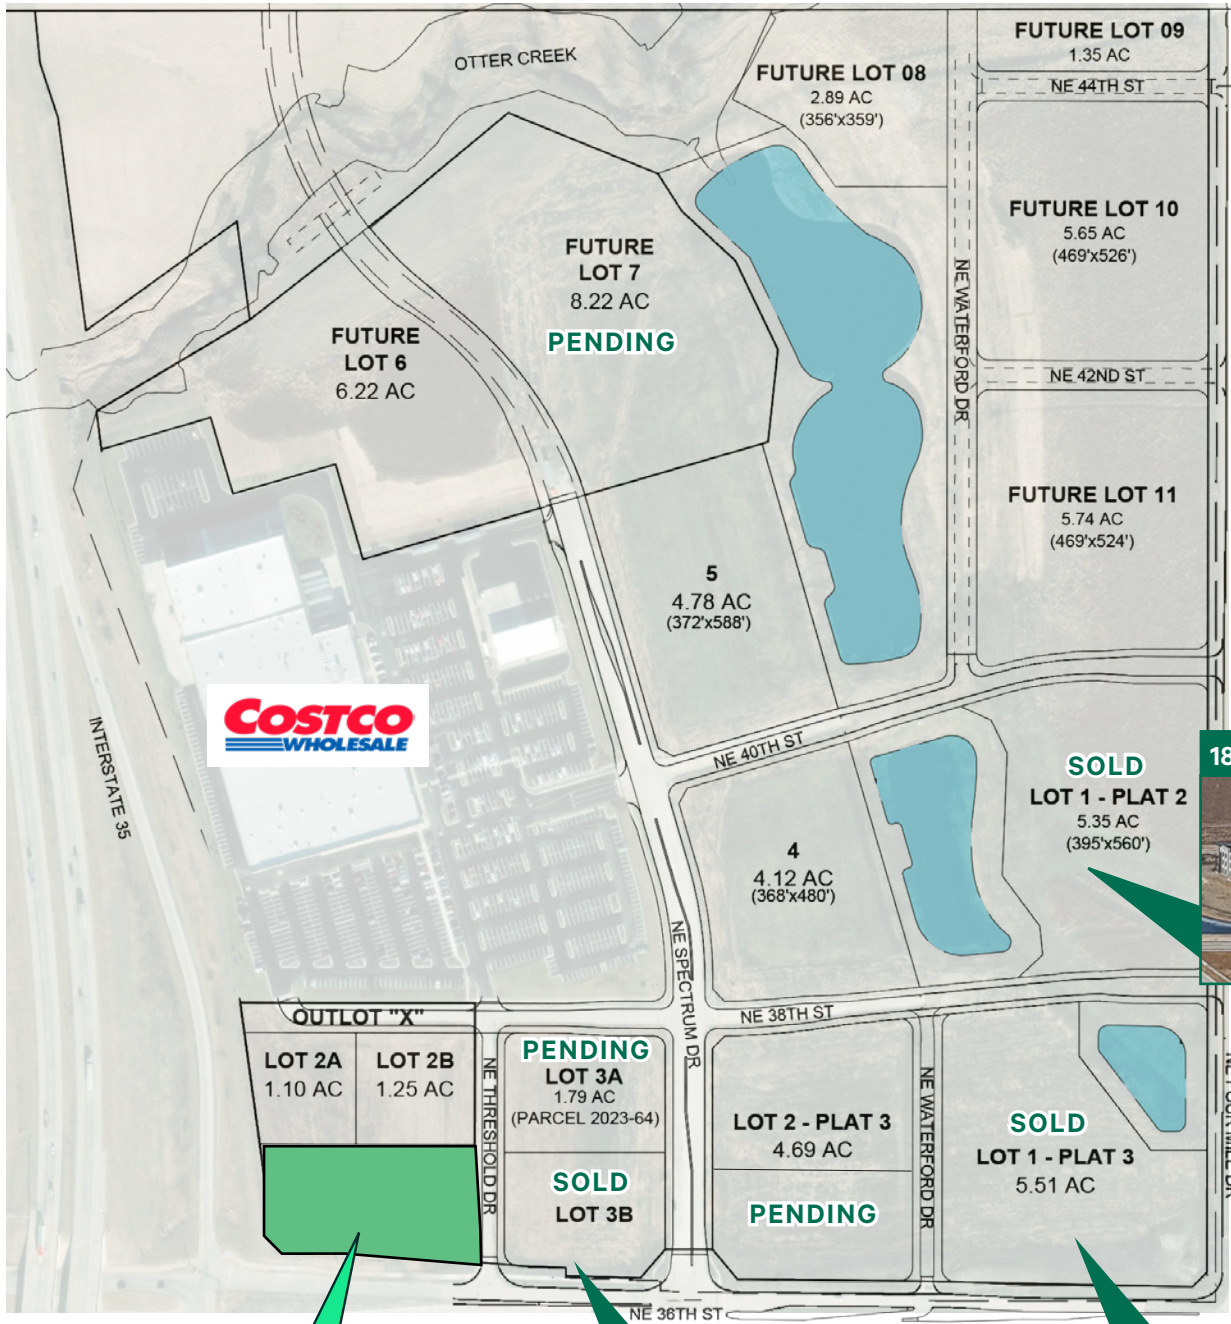 FUTURE LOT 09
1.35 AC
NE 44TH ST
OTTER CREEK
FUTURE LOT 08
2.89 AC
(356'x359')
FUTURE LOT 10
5.65 AC
(469'x526')
FUTURE
LOT 7
8.22 AC
PENDING
NE WATERFORD DR
FUTURE
LOT 6
6.22 AC
NE 42ND ST
FUTURE LOT 11
5.74 AC
(469'x524')
5
4.78 AC
(372'x588')
COSTCO
WHOLESALE
INTERSTATE 35
NE 40TH ST
SOLD
LOT 1 - PLAT 2
5.35 AC
(395'x560')
18
4
4.12 AC
(368'x480')
NE SPECTRUM DR
NE 38TH ST
OUTLOT "X"
LOT 2A
1.10 AC
LOT 2B
1.25 AC
NE THRESHOLD DR
PENDING
LOT 3A
1.79 AC
(PARCEL 2023-64)
SOLD
LOT 3B
LOT 2 - PLAT 3
4.69 AC
PENDING
NE WATERFORD DR
SOLD
LOT 1 - PLAT 3
5.51 AC
NE 36TH ST